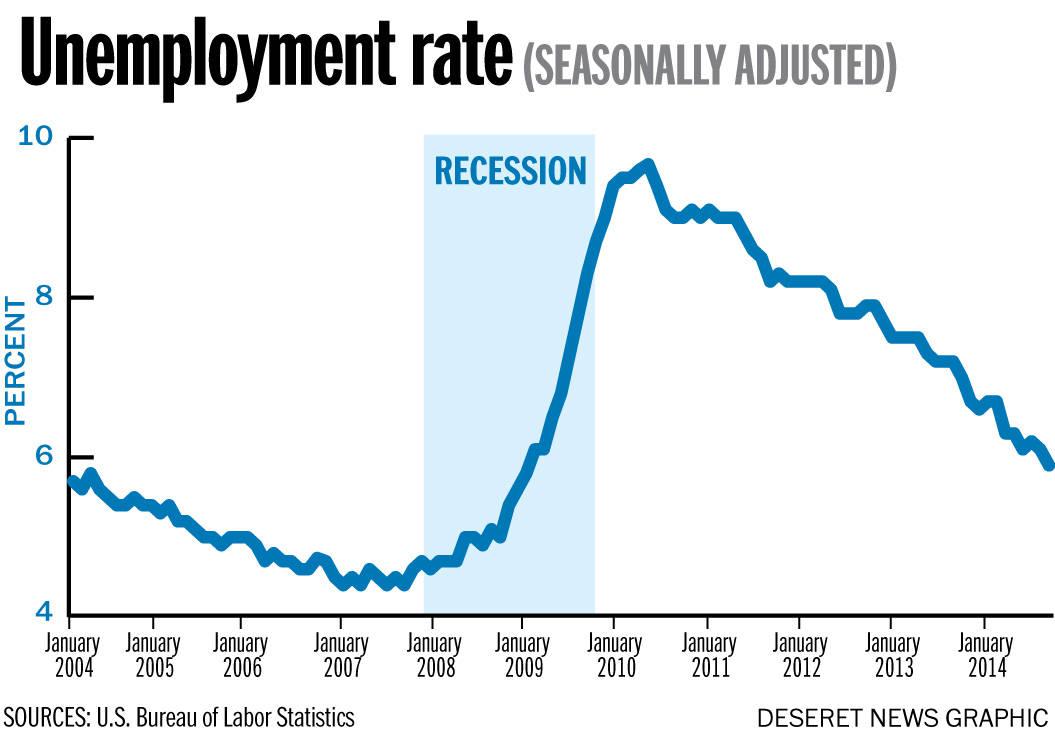 Unemployment rate (SEASONALLY ADJUSTED)
10
RECESSION
8
PERCENT
6
4
January January January January January January January January January January January
2004 2005 2006 2007 2008 2009 2010 2011 2012 2013 2014
SOURCES: U.S. Bureau of Labor Statistics
DESERET NEWS GRAPHIC